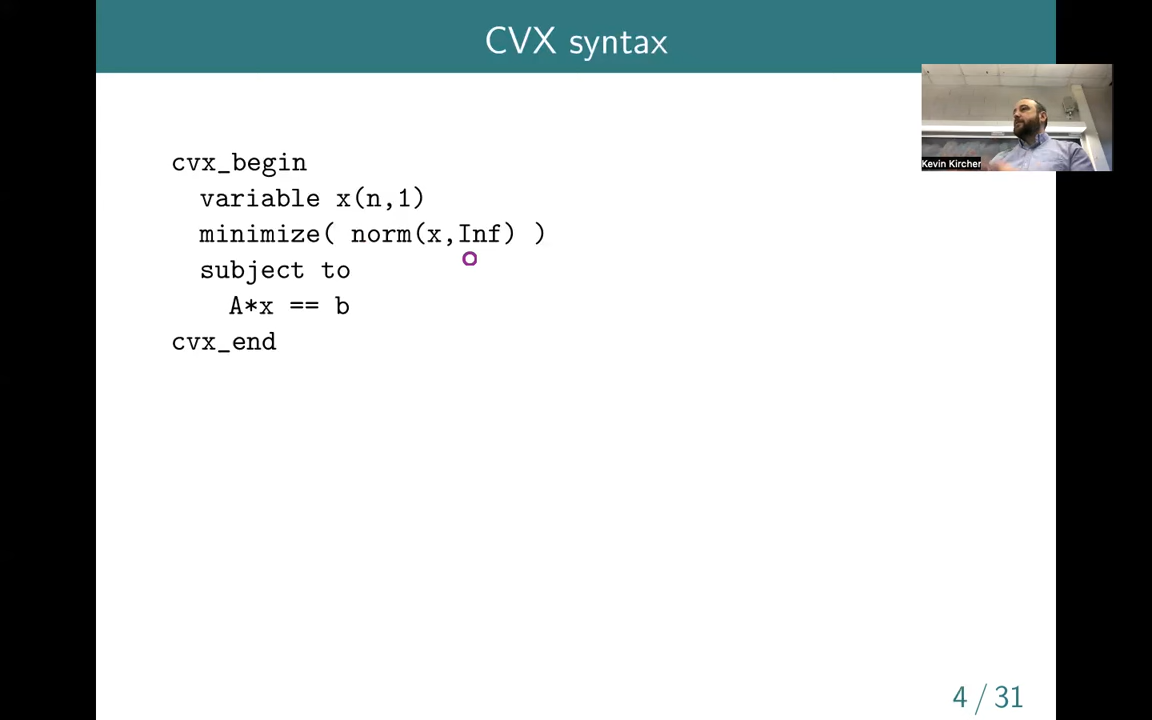 CVX syntax
Kevin Kircher
cvx_begin
variable x(n,1)
minimize( norm(x,Inf) )
subject to
A*x == b
cvx_end
4 / 31